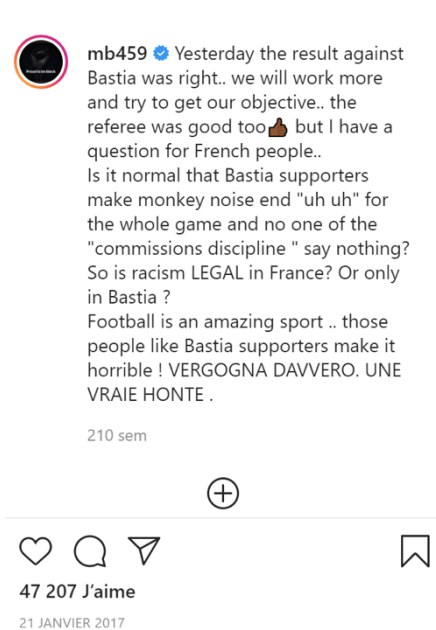 mb459 Yesterday the result against
Bastia was right.. we will work more
and try to get our objective.. the
referee was good too👍🏿 but I have a
question for French people..
Is it normal that Bastia supporters
make monkey noise end "uh uh" for
the whole game and no one of the
"commissions discipline " say nothing?
So is racism LEGAL in France? Or only
in Bastia ?
Football is an amazing sport .. those
people like Bastia supporters make it
horrible ! VERGOGNA DAVVERO. UNE
VRAIE HONTE .
210 sem
47 207 J’aime
21 JANVIER 2017